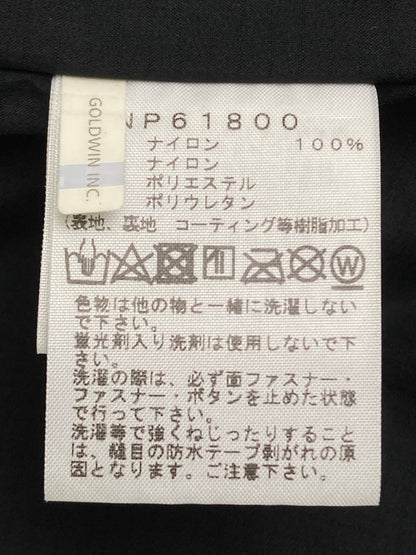 GOLDWIN INC.
NP61800
ナイロン 100%
ナイロン
ポリエステル
ポリウレタン
(表地、裏地 コーティング等樹脂加工)
W
色物は他の物と一緒に洗濯しない
で下さい。
蛍光剤入り洗剤は使用しないで下
さい。
洗濯の際は、必ず面ファスナー・
ファスナー・ボタンを止めた状態
で行って下さい。
洗濯等で強くねじったりすること
は、縫目の防水テープ剥がれの原
因となります。ご注意下さい。